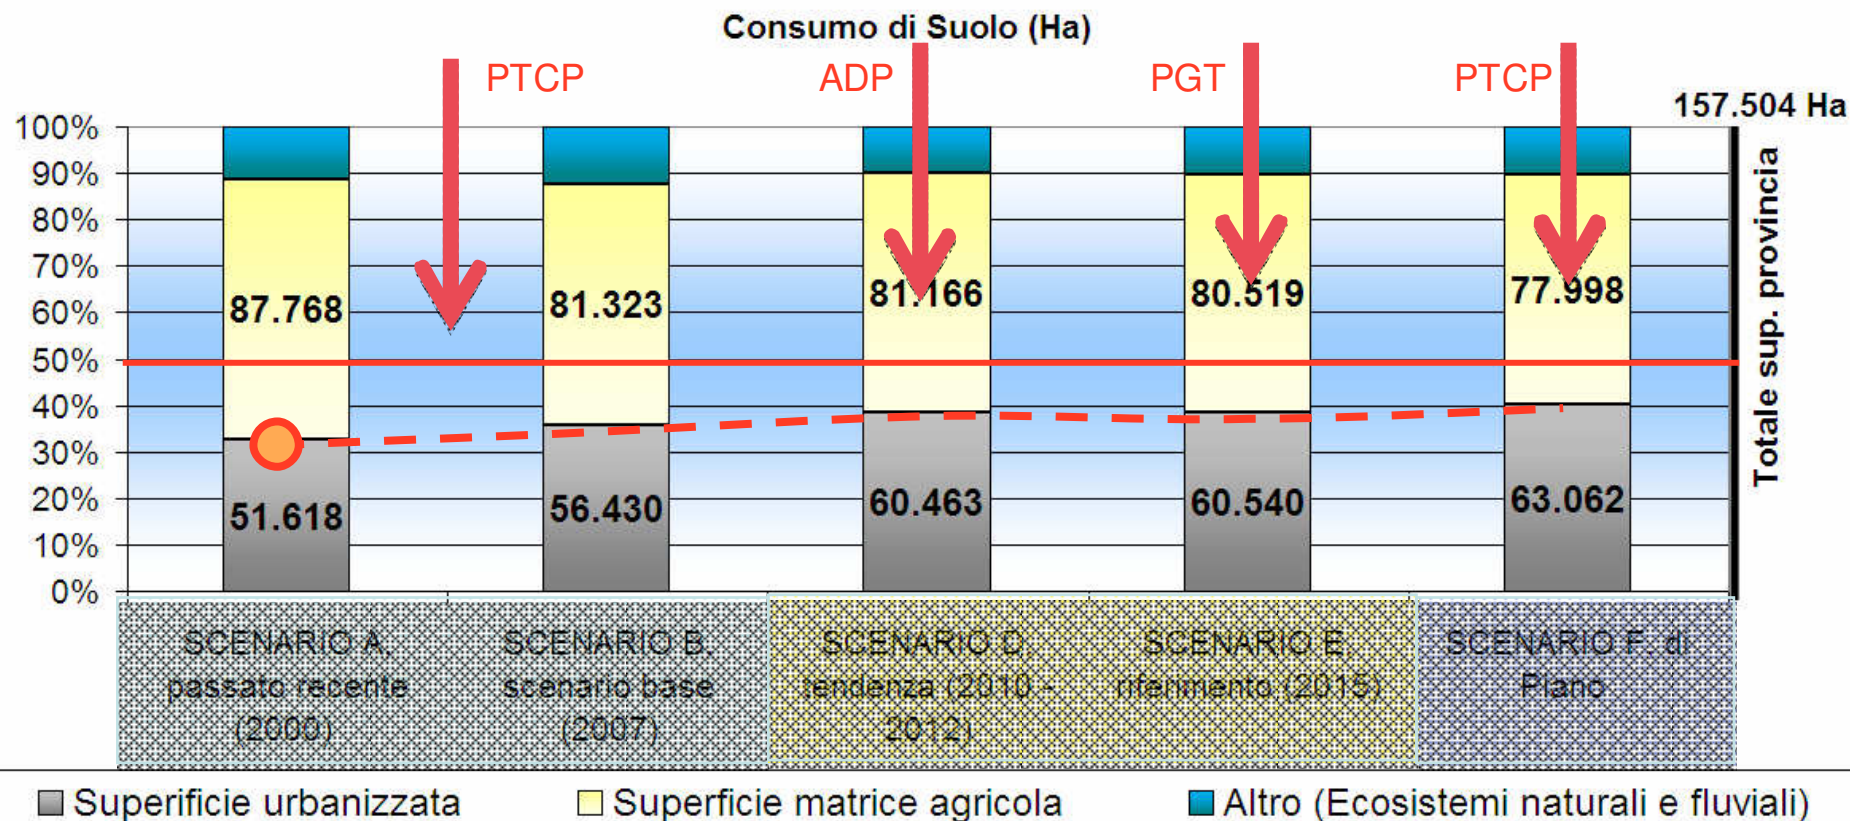 Consumo di Suolo (Ha)
PTCP
ADP
PGT
PTCP
157.504 Ha
100%
90%
80%
70%
60%
50%
40%
30%
20%
10%
0%
87.768
81.323
81.166
80.519
77.998
51.618
56.430
60.463
60.540
63.062
Totale sup. provincia
SCENARIO A.
passato recente
(2000)
SCENARIO B.
scenario base
(2007)
SCENARIO D.
tendenza (2010 -
2012)
SCENARIO E.
riferimento (2015)
SCENARIO F. di
Piano
Superificie urbanizzata
Superficie matrice agricola
Altro (Ecosistemi naturali e fluviali)